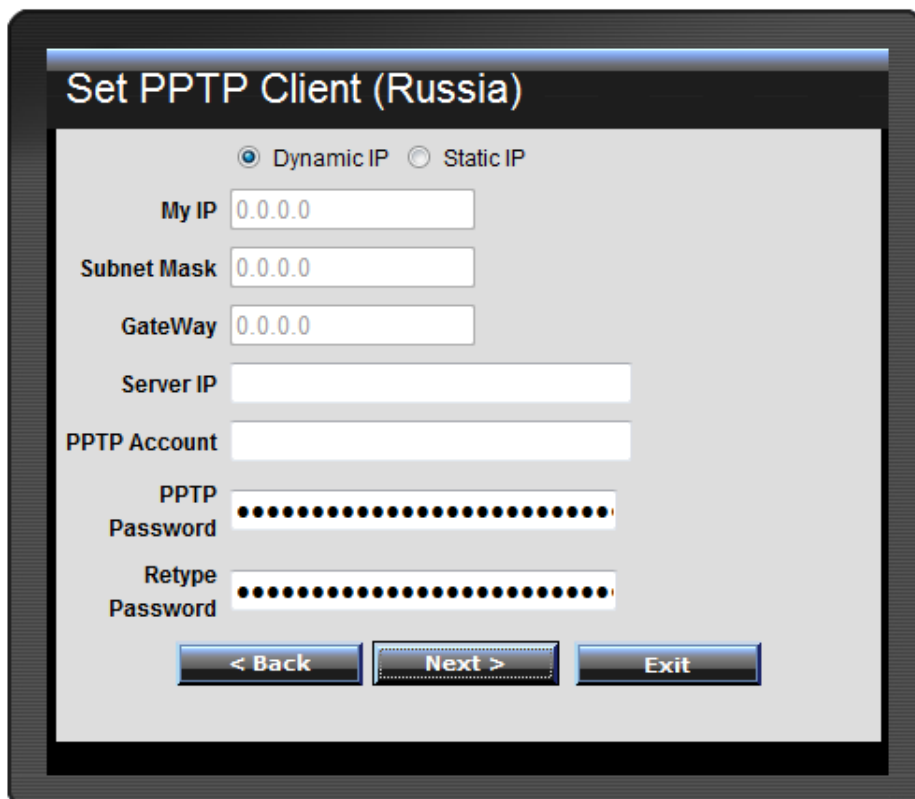 Set PPTP Client (Russia)
Dynamic IP Static IP
My IP 0.0.0.0
Subnet Mask 0.0.0.0
GateWay 0.0.0.0
Server IP
PPTP Account
PPTP
Password
Retype
Password
< Back Next > Exit